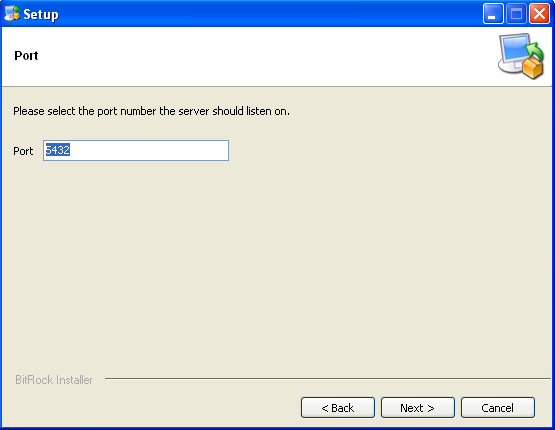 Setup
Port
Please select the port number the server should listen on.
Port 5432
BitRock Installer
< Back Next > Cancel